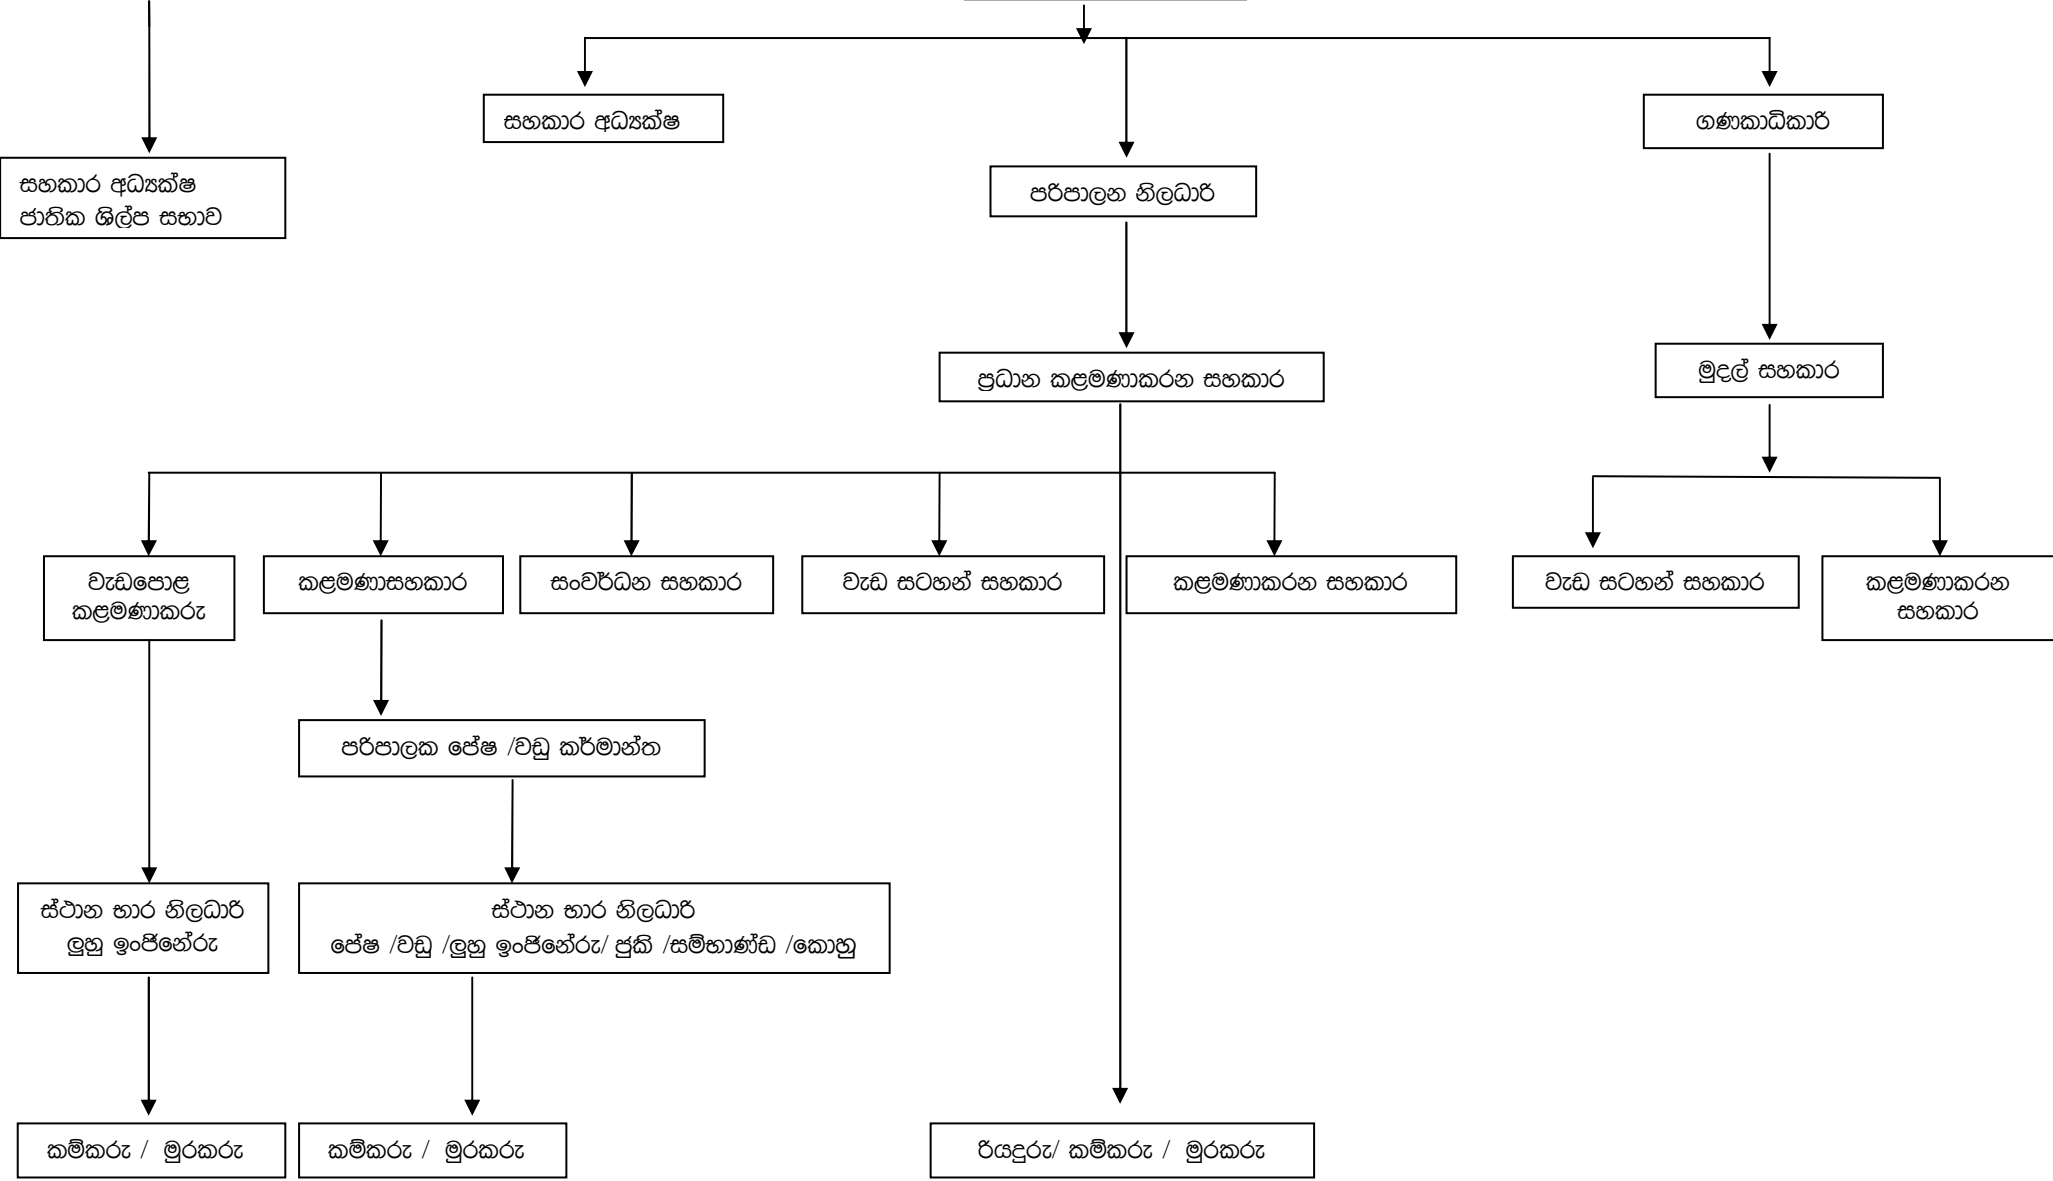 සහකාර අධ්‍යක්ෂ
ගණකාධිකාරි
සහකාර අධ්‍යක්ෂ
ජාතික ශිල්ප සභාව
පරිපාලන නිලධාරි
ප්‍රධාන කළමණාකරන සහකාර
මුදල් සහකාර
වැඩපොළ
කළමණාකරු
කළමණාසහකාර
සංවර්ධන සහකාර
වැඩ සටහන් සහකාර
කළමණාකරන සහකාර
වැඩ සටහන් සහකාර
කළමණාකරන
සහකාර
පරිපාලක පේෂ /වඩු කර්මාන්ත
ස්ථාන භාර නිලධාරි
ලුහු ඉංජිනේරු
ස්ථාන භාර නිලධාරි
පේෂ /වඩු /ලුහු ඉංජිනේරු/ ජුකි /සම්භාණ්ඩ /කොහු
කම්කරු / මුරකරු
කම්කරු / මුරකරු
රියදුරු/ කම්කරු / මුරකරු